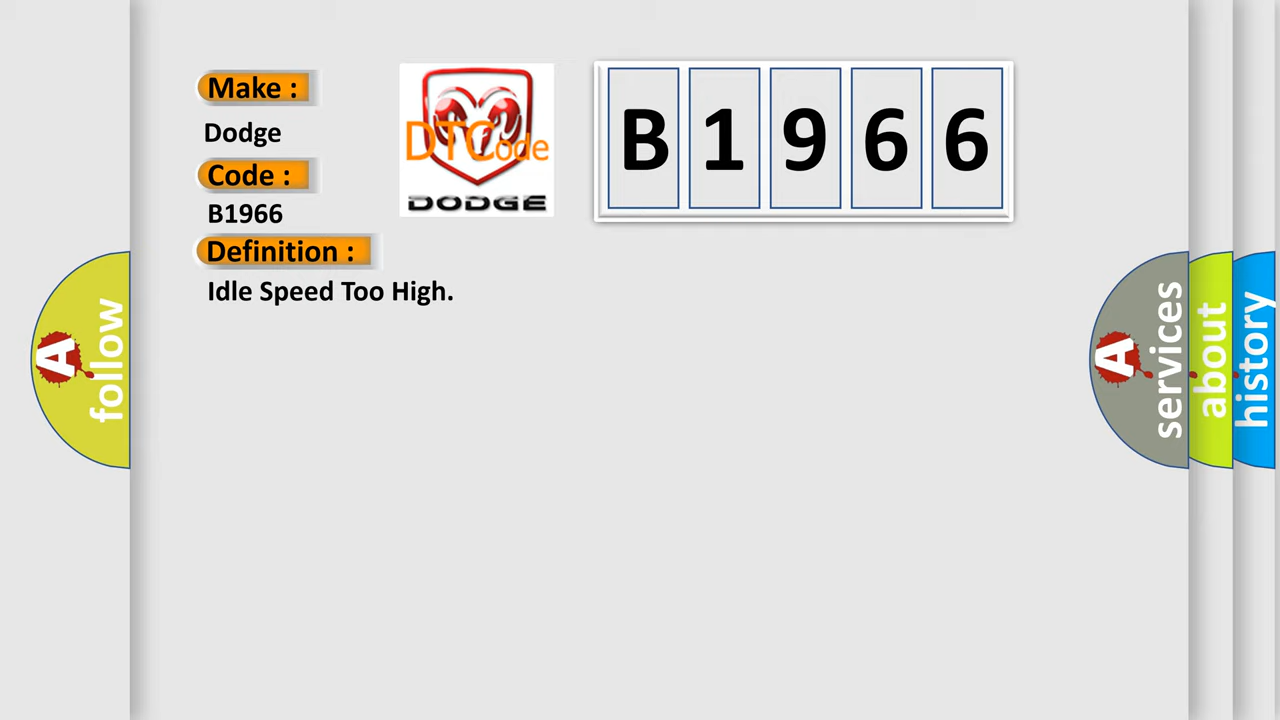 Make :
Dodge
Code :
B1966
Definition :
Idle Speed Too High.
DTCode
DODGE
B 1 9 6 6
A follow
A services
about
history